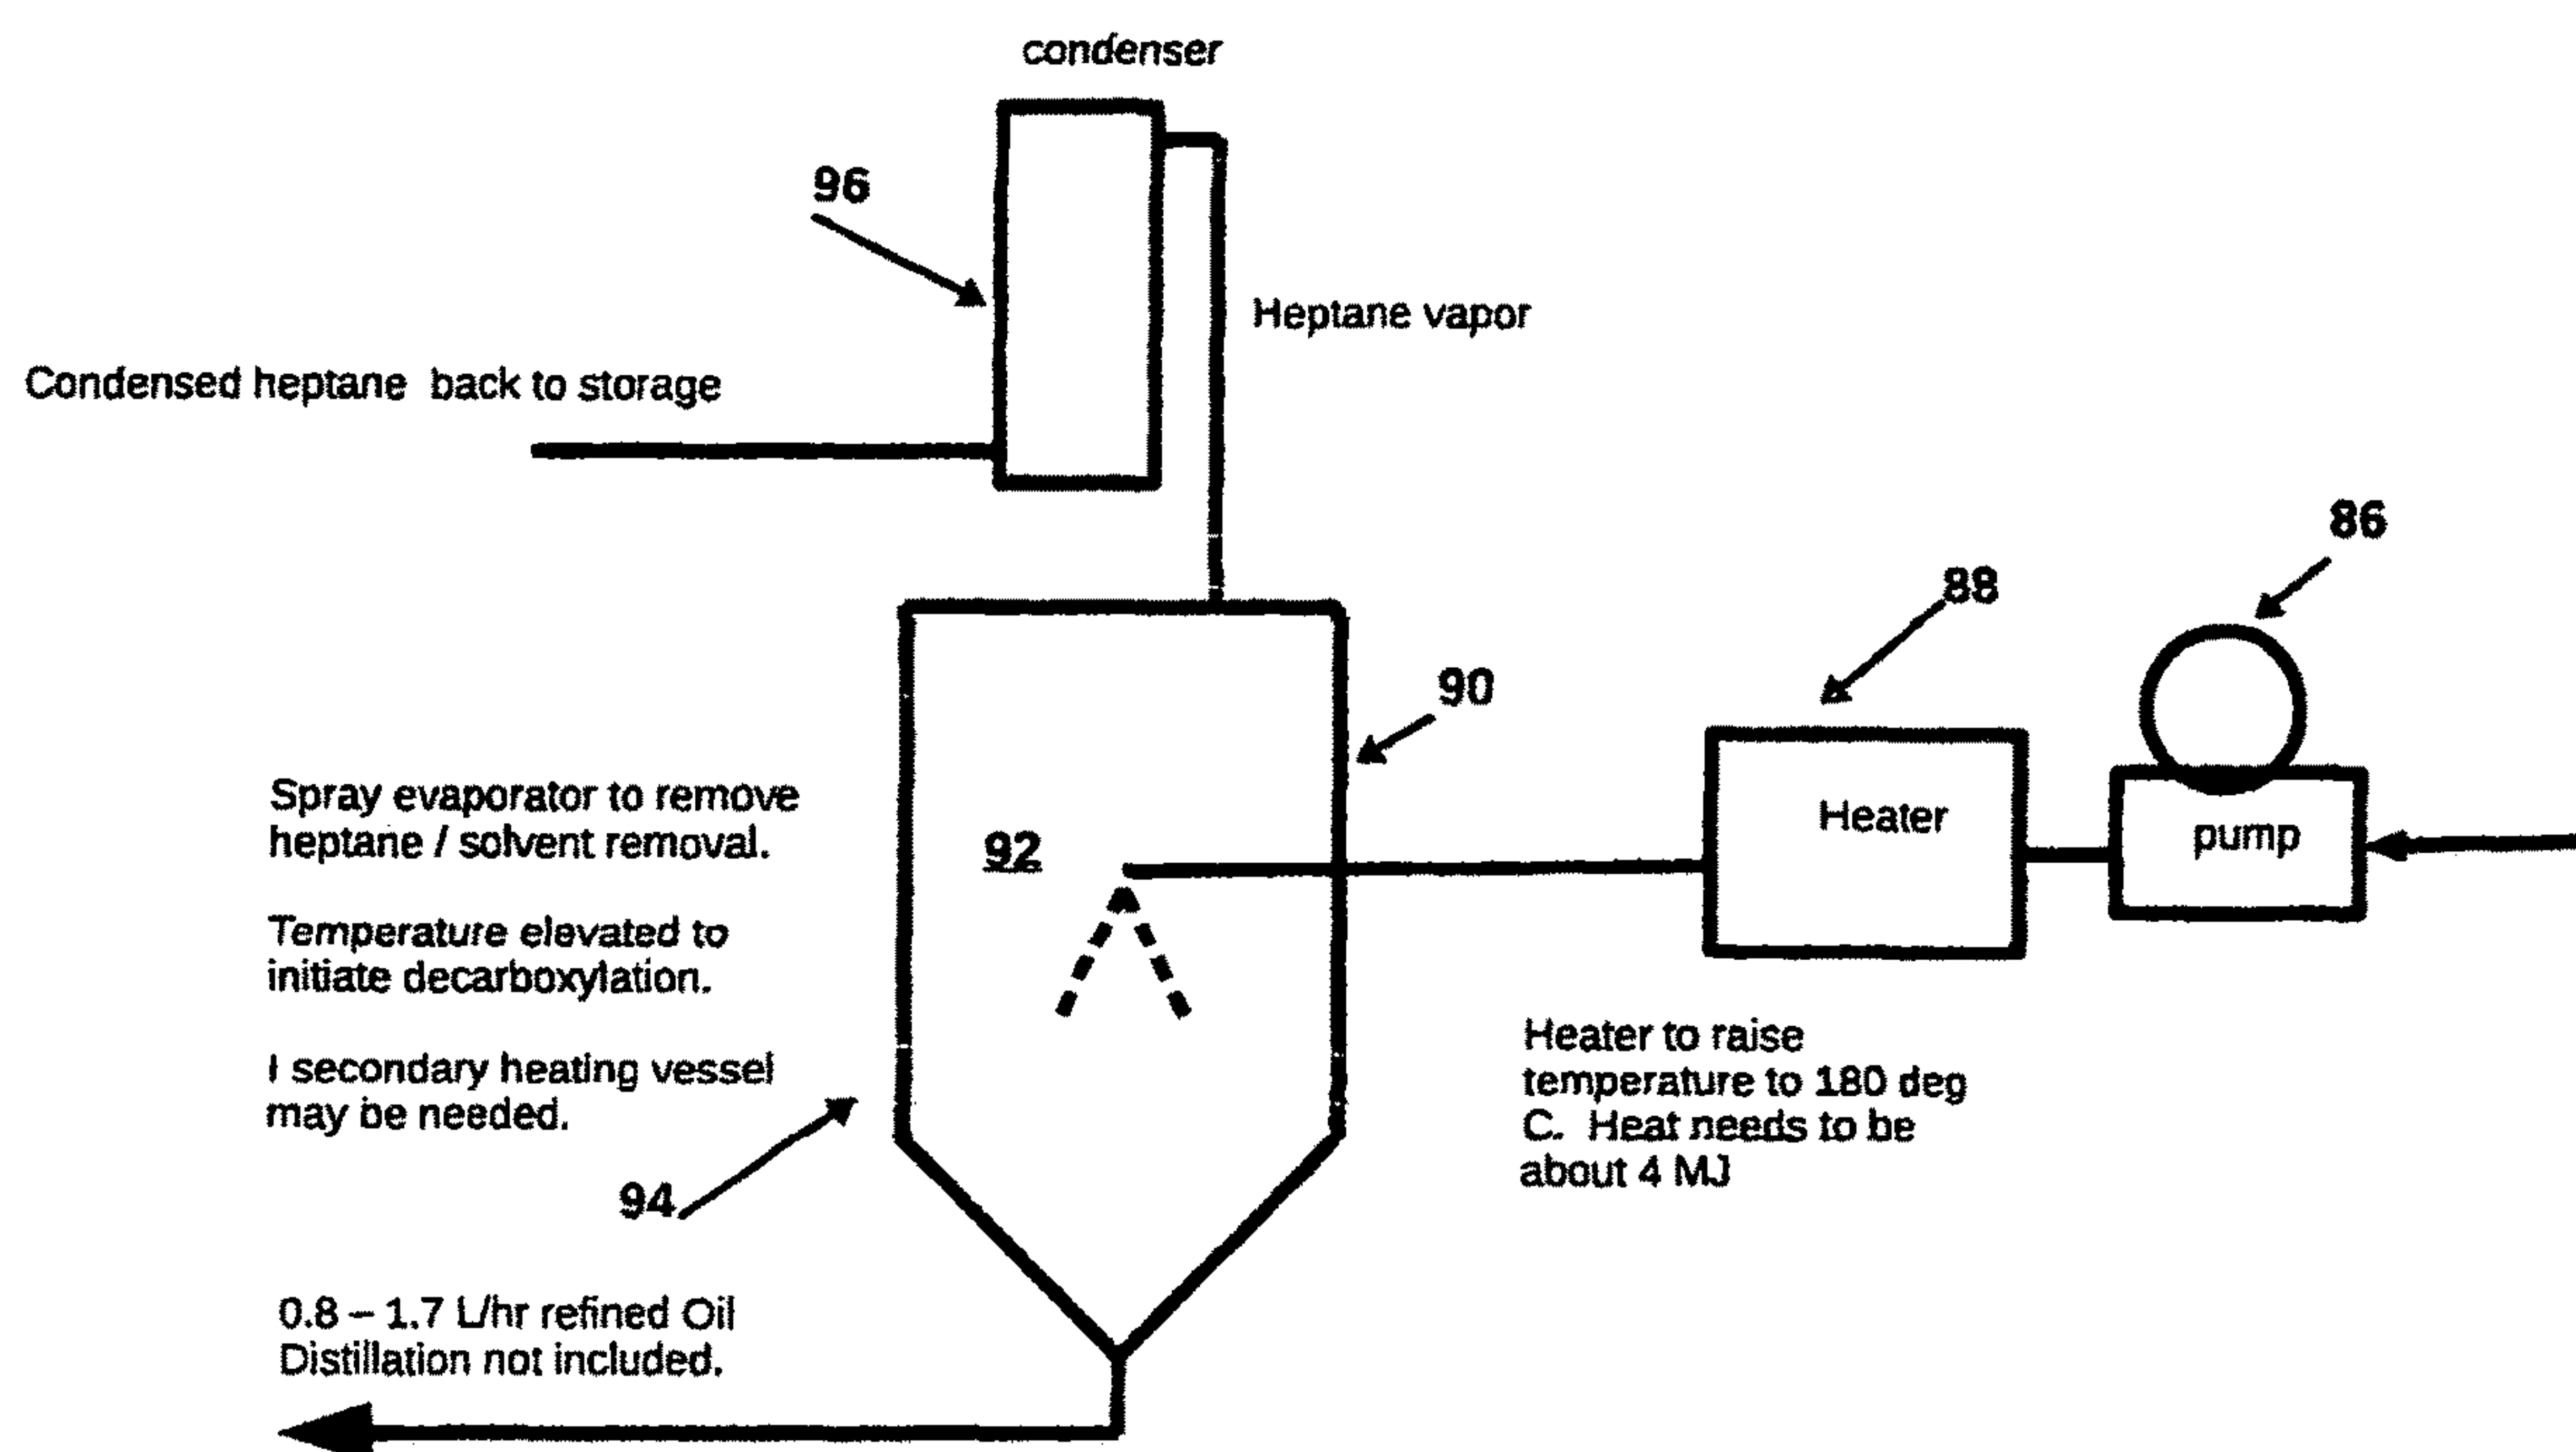 condenser
96
Heptane vapor
Condensed heptane back to storage
86
88
90
Spray evaporator to remove
heptane / solvent removal.
92
Heater
pump
Temperature elevated to
initiate decarboxylation.
I secondary heating vessel
may be needed.
Heater to raise
temperature to 180 deg
C. Heat needs to be
about 4 MJ
94
0.8 – 1.7 L/hr refined Oil
Distillation not included.